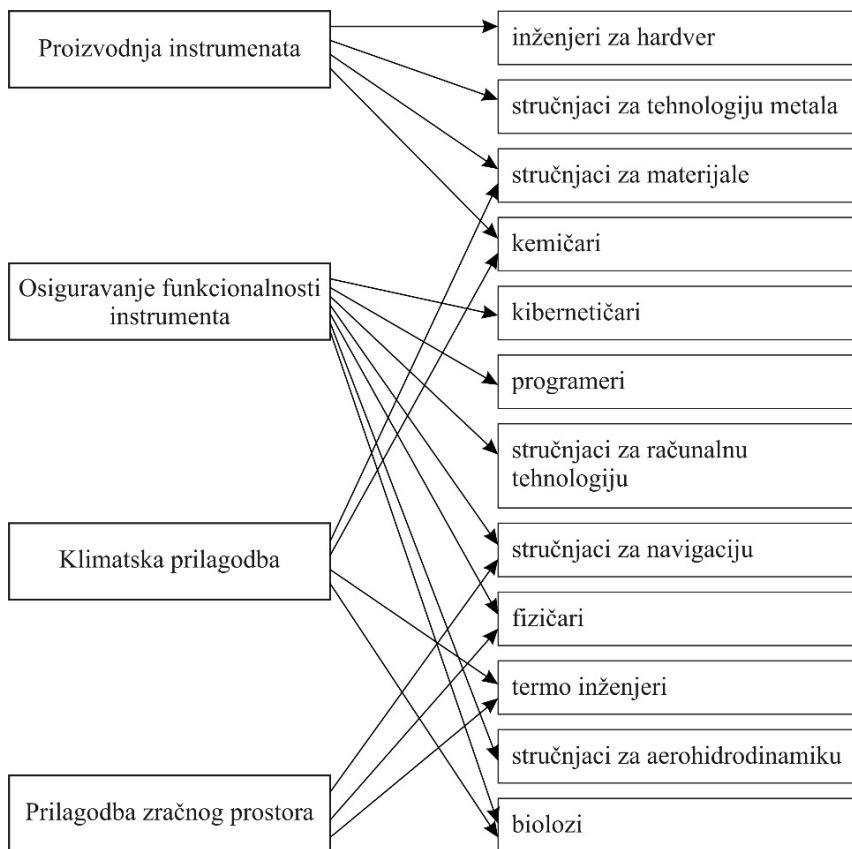 Proizvodnja instrumenata
Osiguravanje funkcionalnosti
instrumenta
Klimatska prilagodba
Prilagodba zračnog prostora
inženjeri za hardver
stručnjaci za tehnologiju metala
stručnjaci za materijale
kemičari
kibernetičari
programeri
stručnjaci za računalnu
tehnologiju
stručnjaci za navigaciju
fizičari
termo inženjeri
stručnjaci za aerohidrodinamiku
biolozi